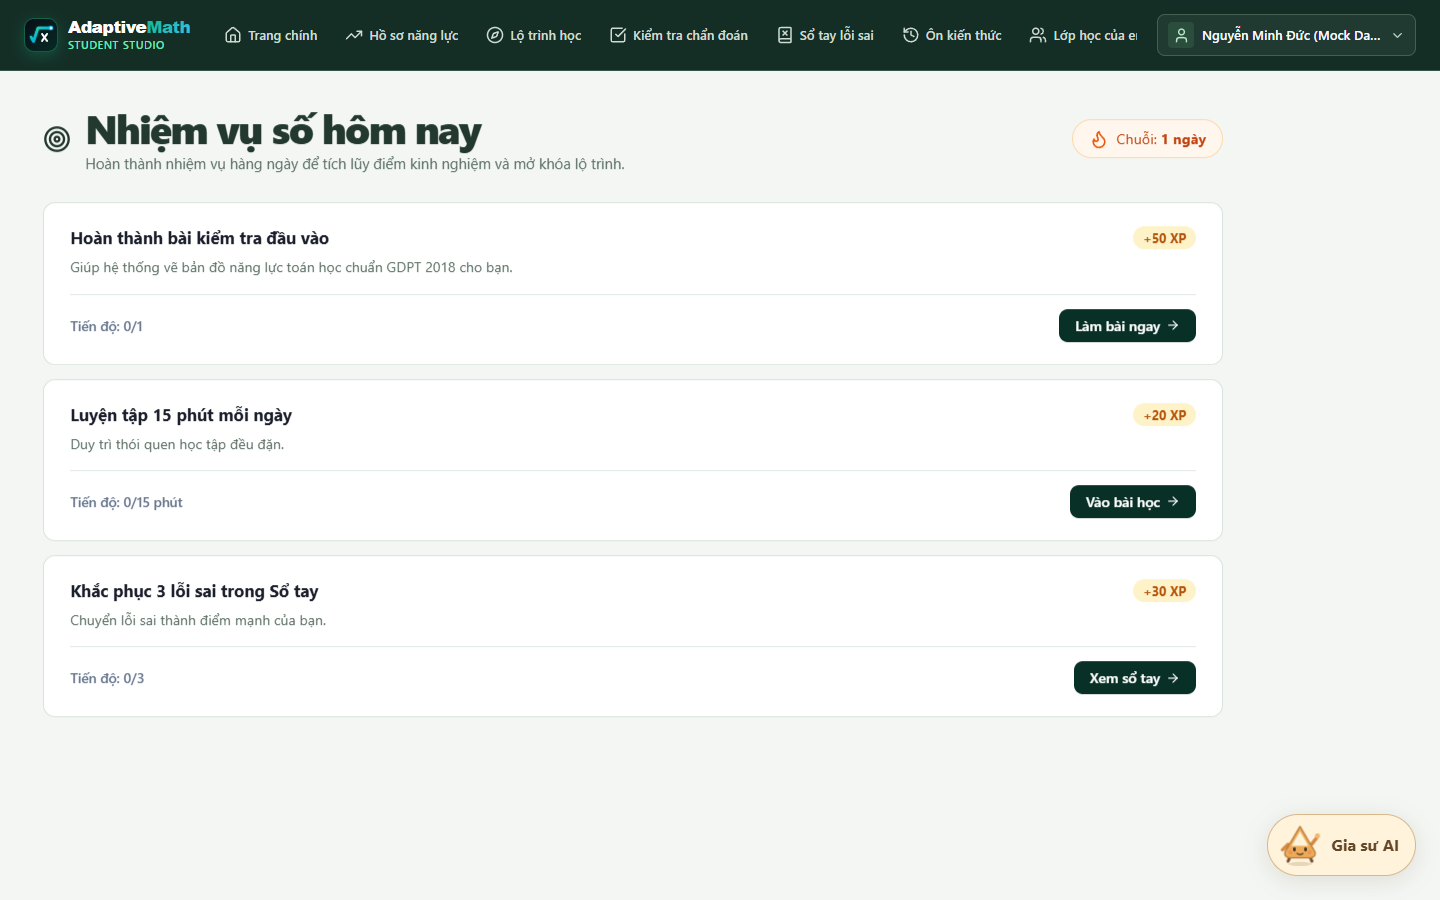 AdaptiveMath
STUDENT STUDIO
Trang chính
Hồ sơ năng lực
Lộ trình học
Kiểm tra chẩn đoán
Sổ tay lỗi sai
Ôn kiến thức
Lớp học của e
Nguyễn Minh Đức (Mock Da...
Nhiệm vụ số hôm nay
Hoàn thành nhiệm vụ hàng ngày để tích lũy điểm kinh nghiệm và mở khóa lộ trình.
Chuỗi: 1 ngày
Hoàn thành bài kiểm tra đầu vào
+50 XP
Giúp hệ thống vẽ bản đồ năng lực toán học chuẩn GDPT 2018 cho bạn.
Tiến độ: 0/1
Làm bài ngay
Luyện tập 15 phút mỗi ngày
+20 XP
Duy trì thói quen học tập đều đặn.
Tiến độ: 0/15 phút
Vào bài học
Khắc phục 3 lỗi sai trong Sổ tay
+30 XP
Chuyển lỗi sai thành điểm mạnh của bạn.
Tiến độ: 0/3
Xem sổ tay
Gia sư AI